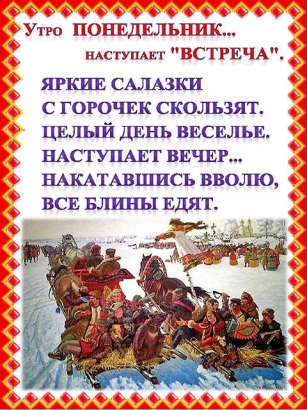 Утро ПОНЕДЕЛЬНИК...
НАСТУПАЕТ "ВСТРЕЧА".
ЯРКИЕ САЛАЗКИ
С ГОРОЧЕК СКОЛЬЗЯТ.
ЦЕЛЫЙ ДЕНЬ ВЕСЕЛЬЕ.
НАСТУПАЕТ ВЕЧЕР...
НАКАТАВШИСЬ ВВОЛЮ,
ВСЕ БЛИНЫ ЕДЯТ.